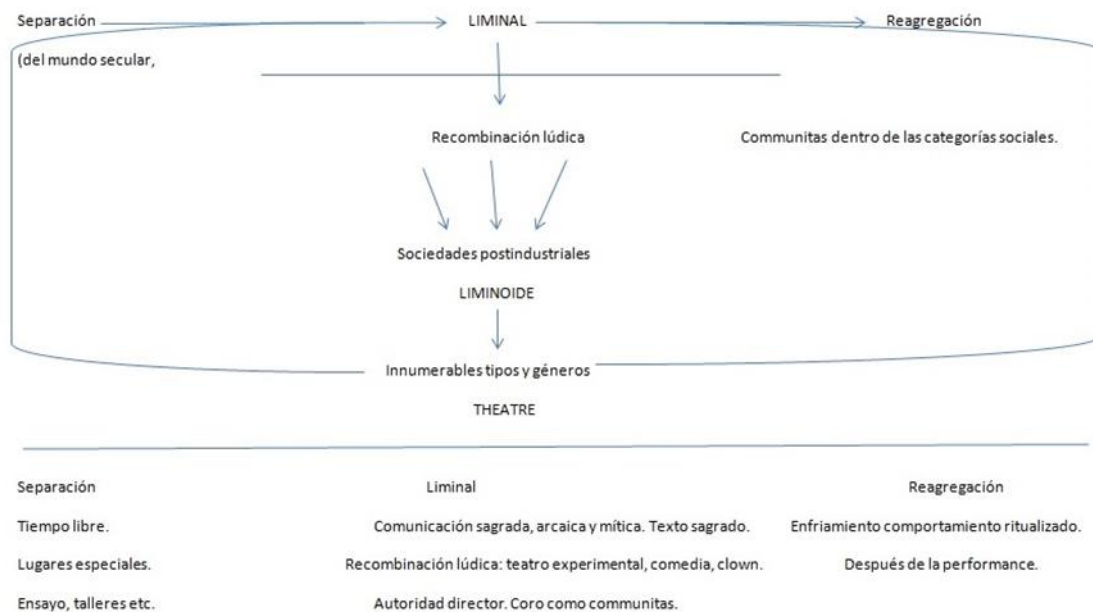 Separación LIMINAL Reagregación
(del mundo secular,
Recombinación lúdica Communitas dentro de las categorías sociales.
Sociedades postindustriales
LIMINOIDE
Innumerables tipos y géneros
THEATRE
Separación Liminal Reagregación
Tiempo libre. Comunicación sagrada, arcaica y mítica. Texto sagrado. Enfriamiento comportamiento ritualizado.
Lugares especiales. Recombinación lúdica: teatro experimental, comedia, clown. Después de la performance.
Ensayo, talleres etc. Autoridad director. Coro como communitas.